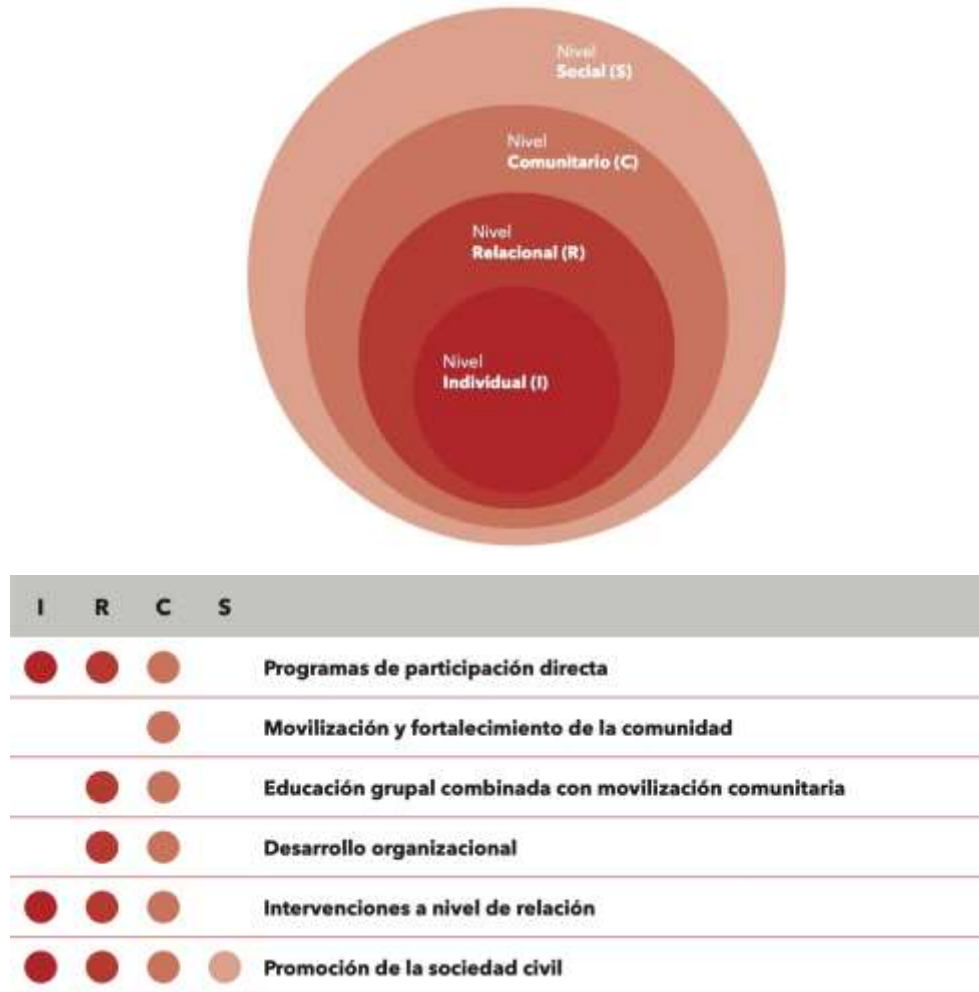 Nivel
Social (S)
Nivel
Comunitario (C)
Nivel
Relacional (R)
Nivel
Individual (I)
I R C S
Programas de participación directa
Movilización y fortalecimiento de la comunidad
Educación grupal combinada con movilización comunitaria
Desarrollo organizacional
Intervenciones a nivel de relación
Promoción de la sociedad civil